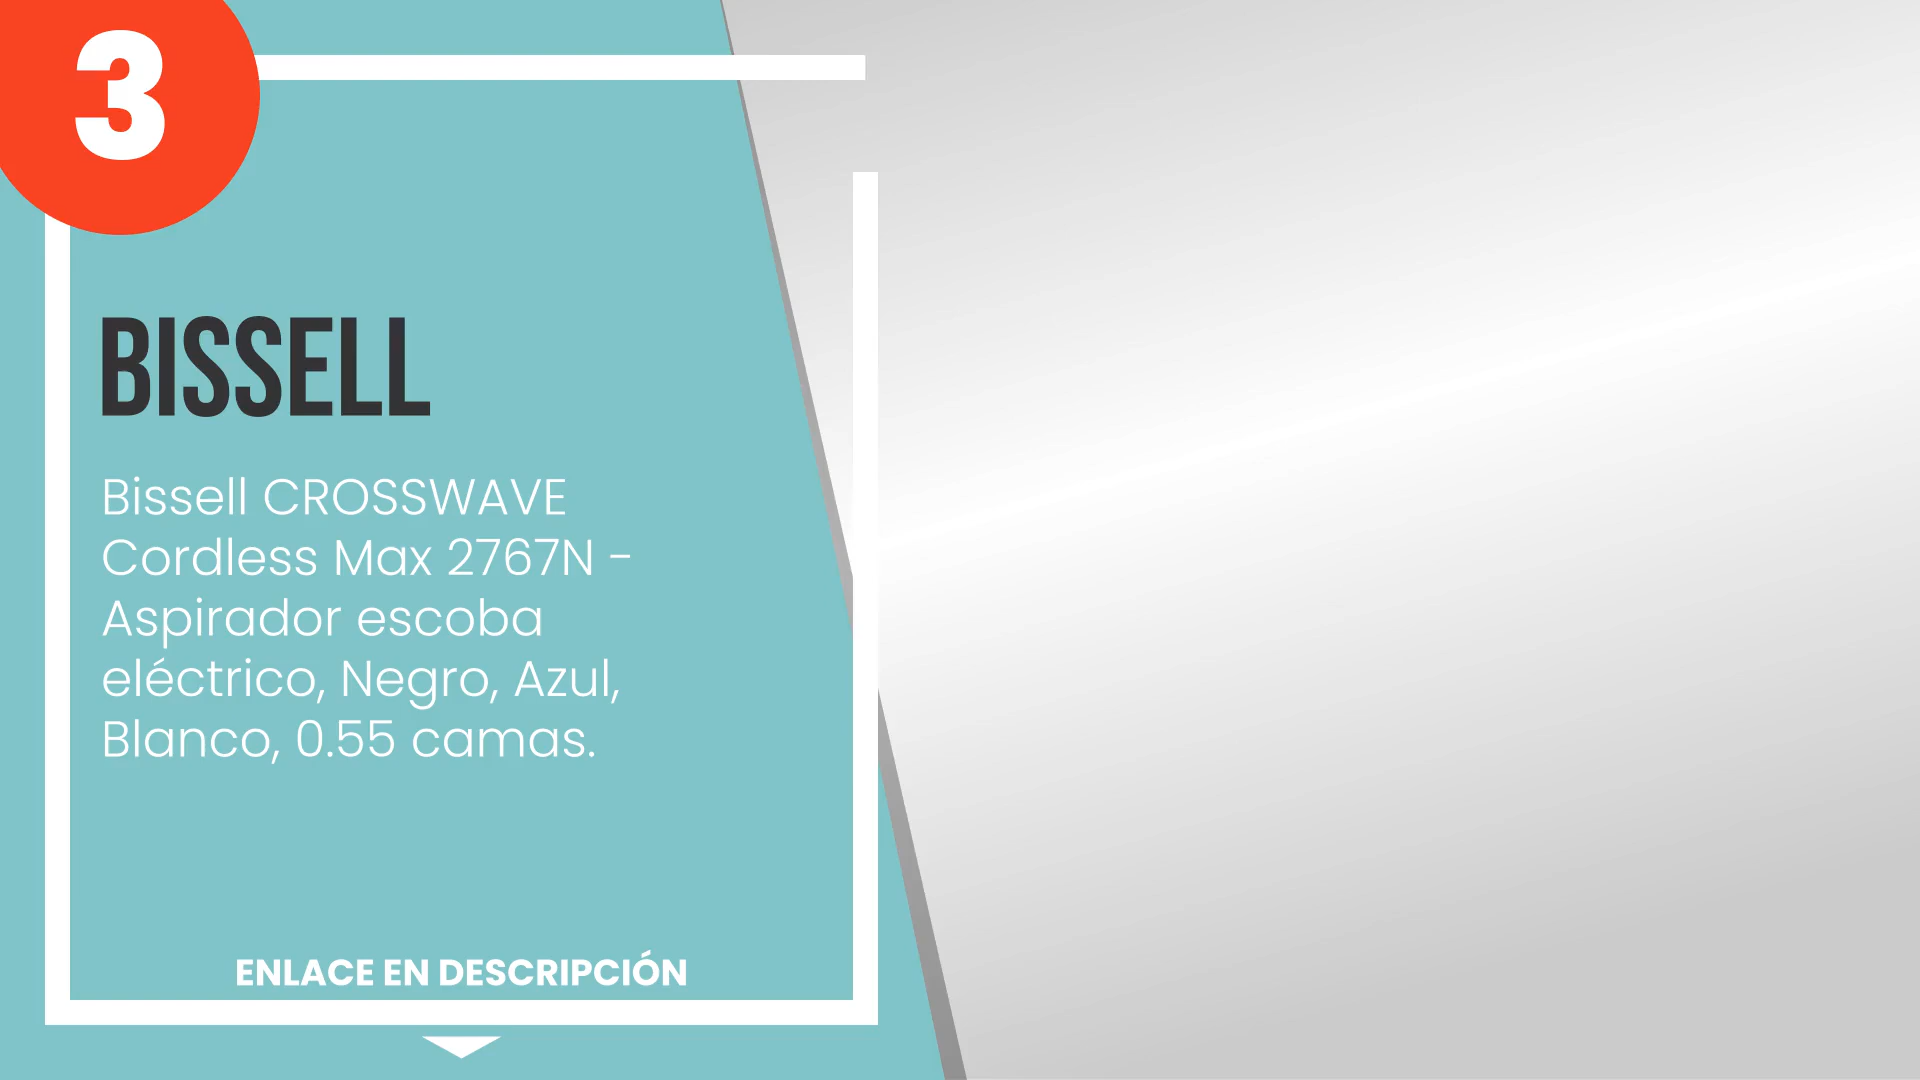 3
BISSELL
Bissell CROSSWAVE
Cordless Max 2767N -
Aspirador escoba
eléctrico, Negro, Azul,
Blanco, 0.55 camas.
ENLACE EN DESCRIPCIÓN